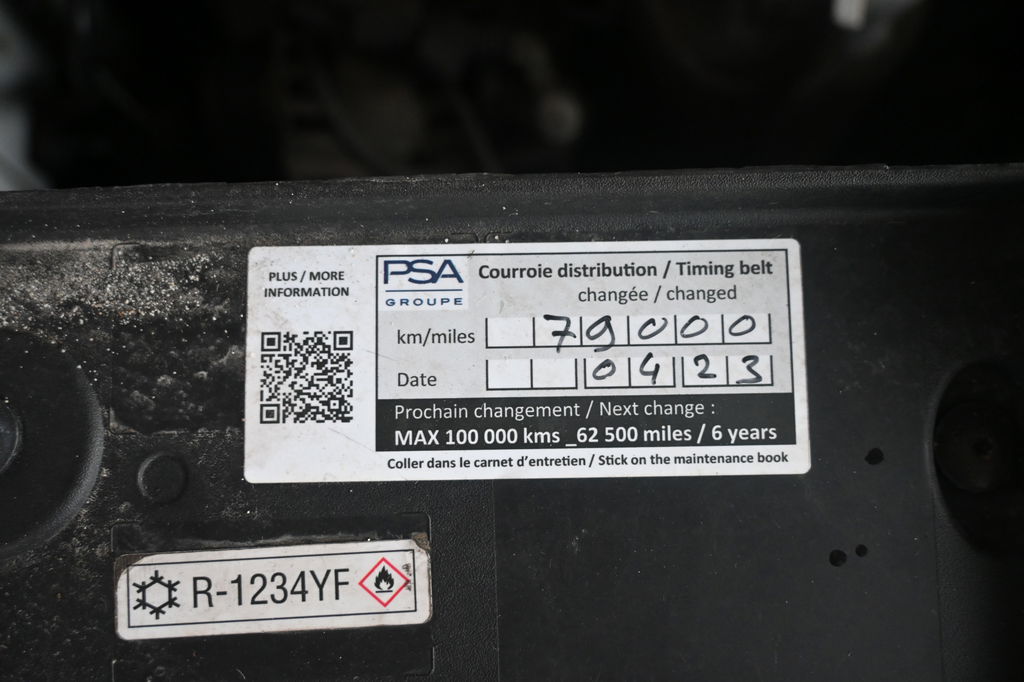 PLUS / MORE
INFORMATION
PSA
GROUPE
Courroie distribution / Timing belt
changée / changed
km/miles 79000
Date 0423
Prochain changement / Next change :
MAX 100 000 kms _62 500 miles / 6 years
Coller dans le carnet d'entretien / Stick on the maintenance book
R-1234YF